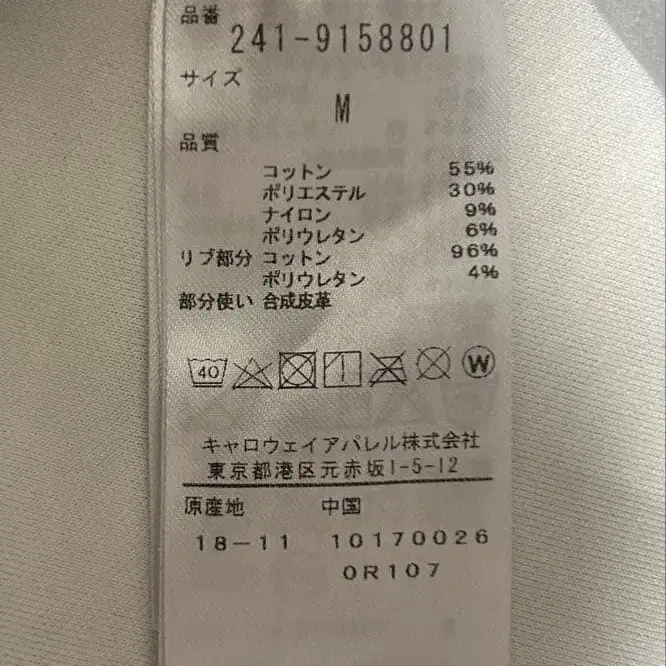 品番
241-9158801
サイズ
M
品質
コットン 55%
ポリエステル 30%
ナイロン 9%
ポリウレタン 6%
リブ部分 コットン 96%
ポリウレタン 4%
部分使い 合成皮革
40 W
キャロウェイアパレル株式会社
東京都港区元赤坂1-5-12
原産地 中国
18-11 10170026
0R107